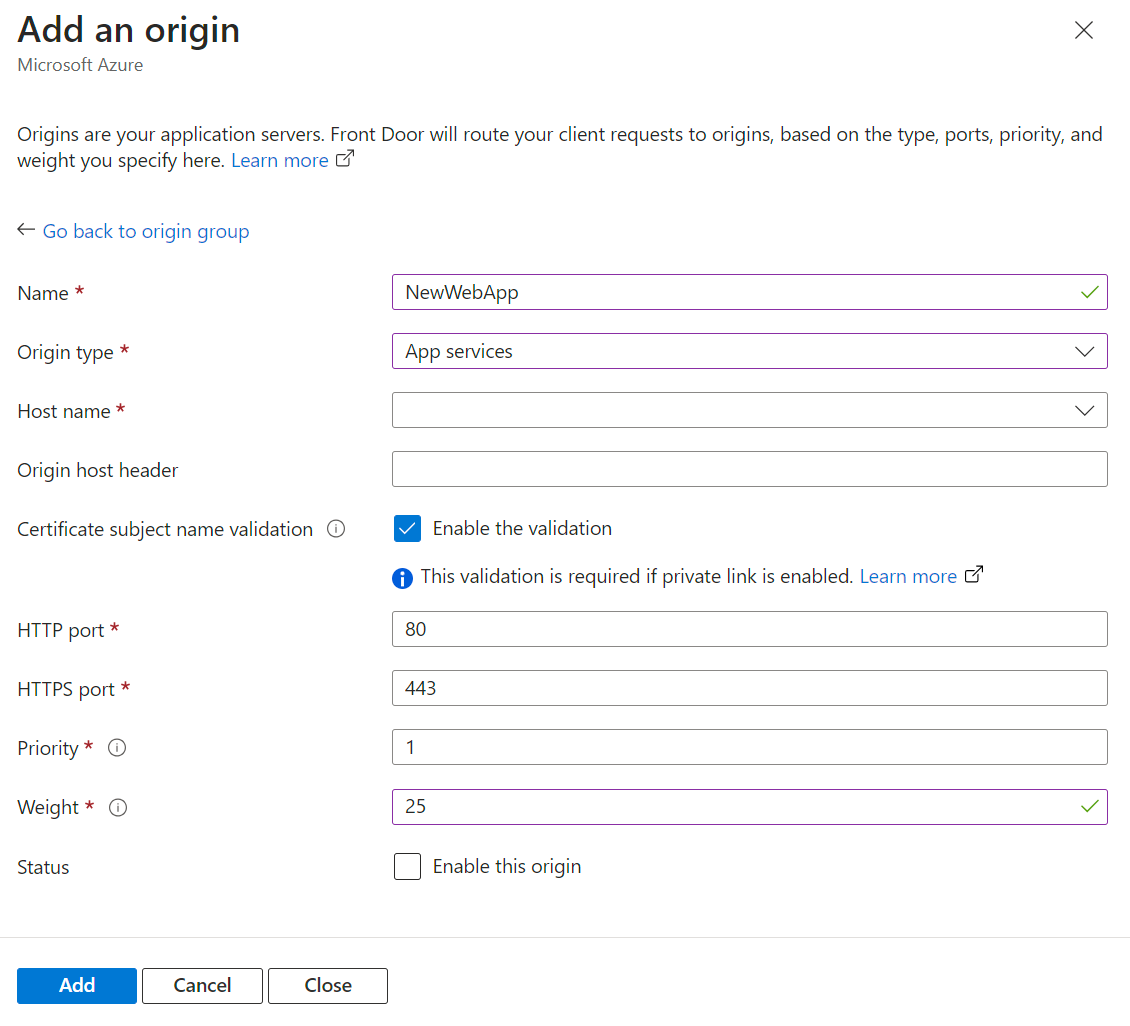 Add an origin
Microsoft Azure
Origins are your application servers. Front Door will route your client requests to origins, based on the type, ports, priority, and
weight you specify here. Learn more
Go back to origin group
Name *
NewWebApp
Origin type *
App services
Host name *
Origin host header
Certificate subject name validation
Enable the validation
This validation is required if private link is enabled. Learn more
HTTP port *
80
HTTPS port *
443
Priority *
1
Weight *
25
Status
Enable this origin
Add
Cancel
Close